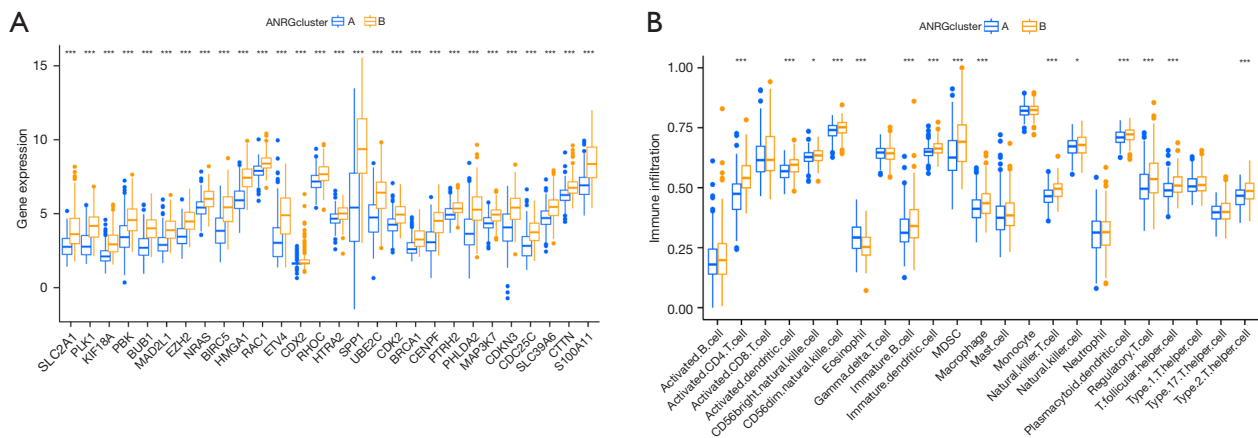 A
ANRGcluster A B
*** *** *** *** *** *** *** *** *** *** *** *** *** *** *** *** *** *** *** *** *** *** *** *** *** *** *** ***
Gene expression
15
10
5
0
SLC2A1
PLK1
KIF18A
PBK
BUB1
MAD2L1
EZH2
NRAS
BIRC5
HMGA1
RAC1
ETV4
CDX2
RHOC
HTRA2
SPP1
UBE2C
CDK2
BRCA1
CENPF
PTRH2
PHLDA2
MAP3K7
CDKN3
CDC25C
SLC39A6
CTTN
S100A11
B
ANRGcluster A B
*** *** * *** *** *** *** *** *** *** * *** *** *** ***
Immune infiltration
1.00
0.75
0.50
0.25
0.00
Activated.B.cell
Activated.CD4.T.cell
Activated.CD8.T.cell
Activated.dendritic.cell
CD56bright.natural.kille.cell
CD56dim.natural.kille.cell
Eosinophil
Gamma.delta.T.cell
Immature.B.cell
Immature.dendritic.cell
MDSC
Macrophage
Mast.cell
Monocyte
Natural.killer.T.cell
Natural.killer.cell
Neutrophil
Plasmacytoid.dendritic.cell
Regulatory.T.cell
T.follicular.helper.cell
Type.1.T.helper.cell
Type.17.T.helper.cell
Type.2.T.helper.cell